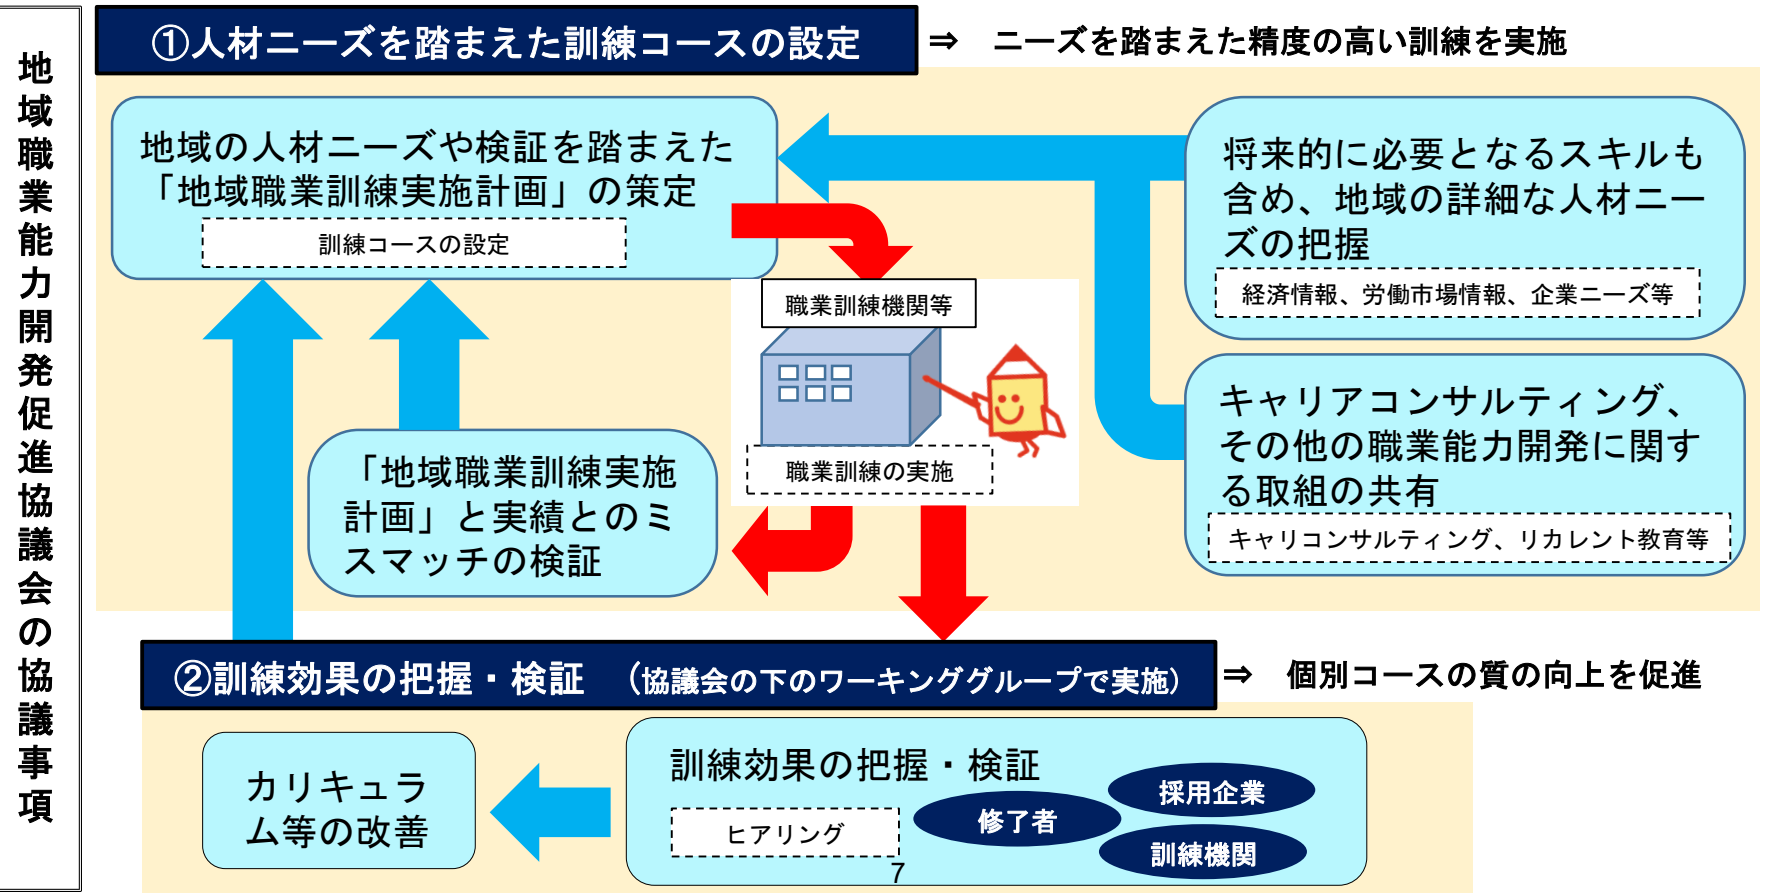 地域職業能力開発促進協議会の協議事項
①人材ニーズを踏まえた訓練コースの設定
⇒　ニーズを踏まえた精度の高い訓練を実施
地域の人材ニーズや検証を踏まえた
「地域職業訓練実施計画」の策定
訓練コースの設定
将来的に必要となるスキルも
含め、地域の詳細な人材ニー
ズの把握
経済情報、労働市場情報、企業ニーズ等
職業訓練機関等
職業訓練の実施
キャリアコンサルティング、
その他の職業能力開発に関す
る取組の共有
キャリコンサルティング、リカレント教育等
「地域職業訓練実施
計画」と実績とのミ
スマッチの検証
②訓練効果の把握・検証　（協議会の下のワーキンググループで実施）
⇒　個別コースの質の向上を促進
カリキュラ
ム等の改善
訓練効果の把握・検証
ヒアリング
修了者
採用企業
訓練機関
7